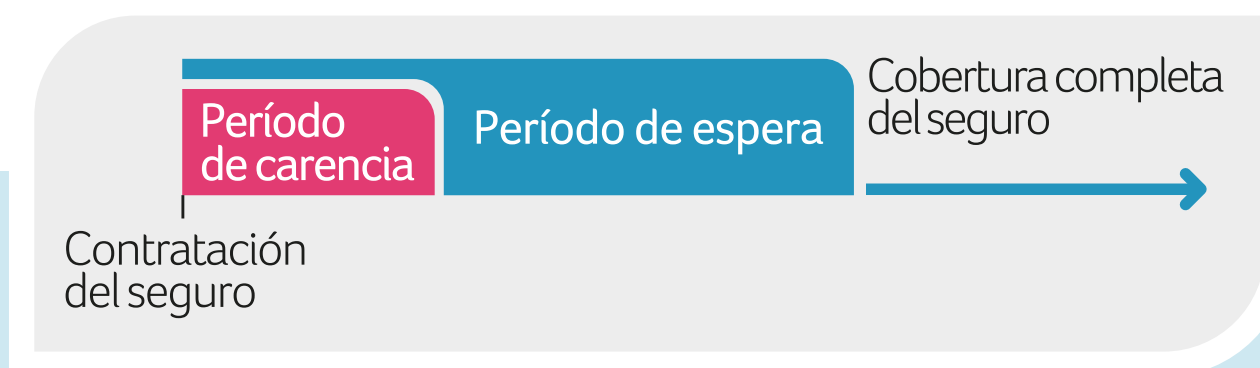 Período
de carencia
Período de espera
Cobertura completa
del seguro
Contratación
del seguro